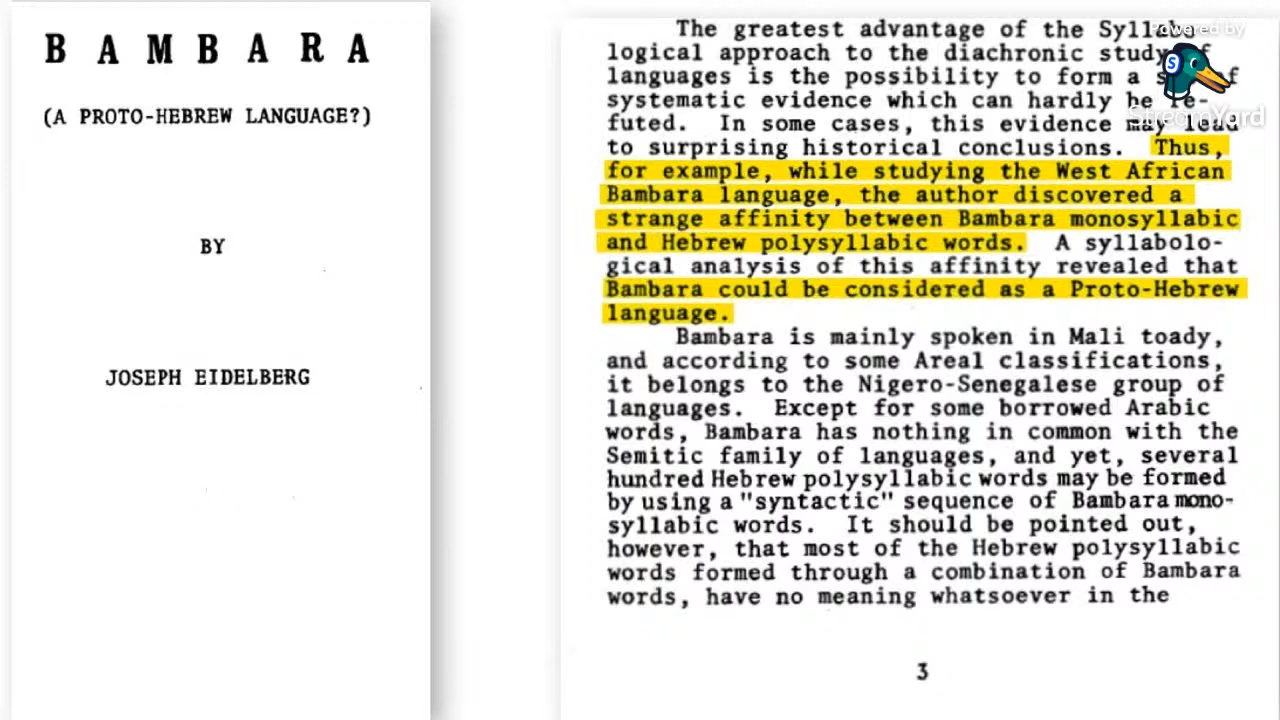 BAMBARA
(A PROTO-HEBREW LANGUAGE?)
BY
JOSEPH EIDELBERG
The greatest advantage of the Syllabo
logical approach to the diachronic study of
languages is the possibility to form a of
systematic evidence which can hardly be re-
futed. In some cases, this evidence may lead
to surprising historical conclusions. Thus,
for example, while studying the West African
Bambara language, the author discovered a
strange affinity between Bambara monosyllabic
and Hebrew polysyllabic words. A syllabolo-
gical analysis of this affinity revealed that
Bambara could be considered as a Proto-Hebrew
language.
Bambara is mainly spoken in Mali toady,
and according to some Areal classifications,
it belongs to the Nigero-Senegalese group of
languages. Except for some borrowed Arabic
words, Bambara has nothing in common with the
Semitic family of languages, and yet, several
hundred Hebrew polysyllabic words may be formed
by using a "syntactic" sequence of Bambara mono-
syllabic words. It should be pointed out,
however, that most of the Hebrew polysyllabic
words formed through a combination of Bambara
words, have no meaning whatsoever in the
3
Powered by
S
StreamYard